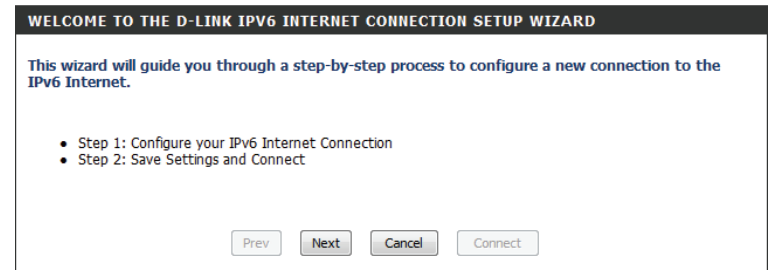 WELCOME TO THE D-LINK IPV6 INTERNET CONNECTION SETUP WIZARD
This wizard will guide you through a step-by-step process to configure a new connection to the
IPv6 Internet.
• Step 1: Configure your IPv6 Internet Connection
• Step 2: Save Settings and Connect
Prev Next Cancel Connect